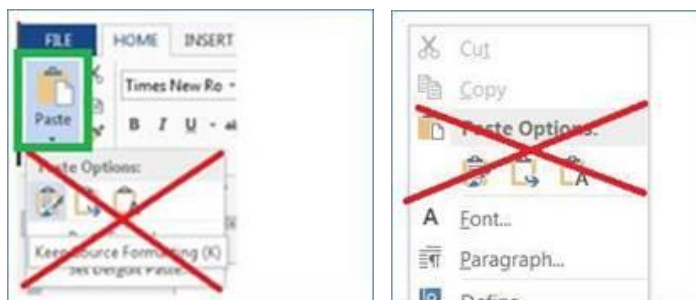 FILE HOME INSERT
Paste
Times New Ro
B I U
Paste Options:
Keep Source Formatting (K)
Set Default Paste...
Cut
Copy
Paste Options:
A
Font...
Paragraph...
Define